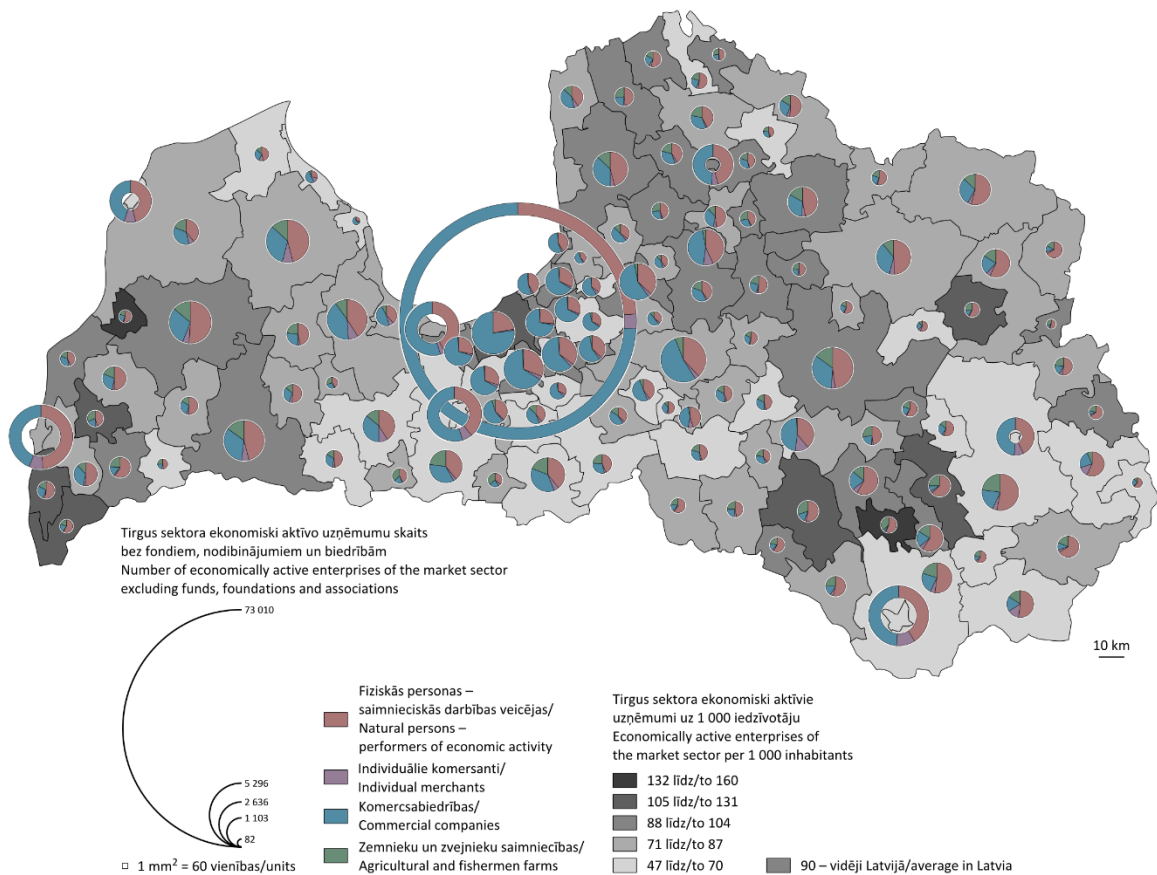 Tirgus sektora ekonomiski aktīvo uzņēmumu skaits
bez fondiem, nodibinājumiem un biedrībām
Number of economically active enterprises of the market sector
excluding funds, foundations and associations
73 010
5 296
2 636
1 103
82
1 mm² = 60 vienības/units
Fiziskās personas –
saimnieciskās darbības veicējas/
Natural persons –
performers of economic activity
Individuālie komersanti/
Individual merchants
Komercsabiedrības/
Commercial companies
Zemnieku un zvejnieku saimniecības/
Agricultural and fishermen farms
10 km
Tirgus sektora ekonomiski aktīvie
uzņēmumi uz 1 000 iedzīvotāju
Economically active enterprises of
the market sector per 1 000 inhabitants
132 līdz/to 160
105 līdz/to 131
88 līdz/to 104
71 līdz/to 87
47 līdz/to 70
90 – vidēji Latvijā/average in Latvia